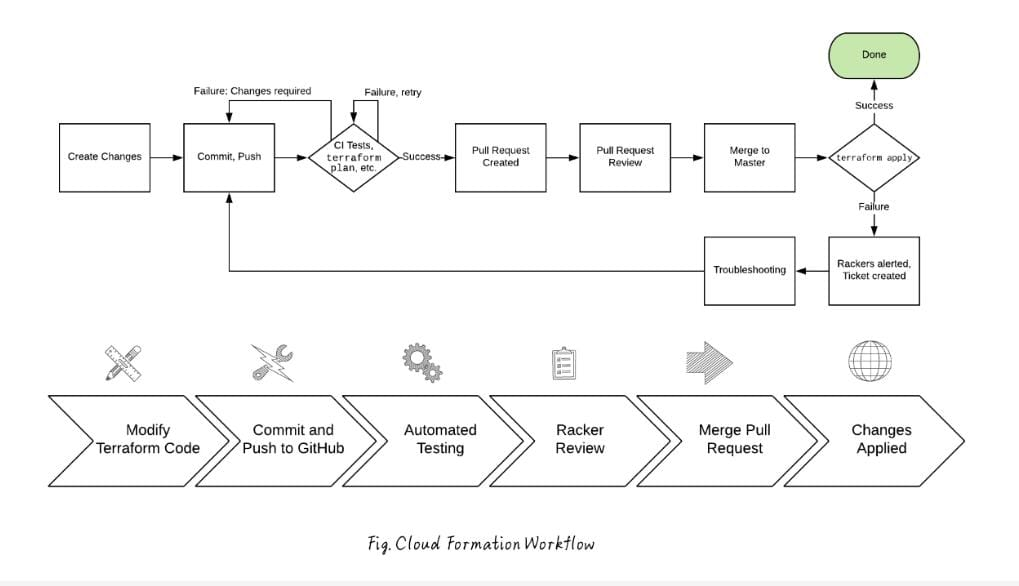 Done
Success
Failure: Changes required
Failure, retry
Create Changes
Commit, Push
CI Tests,
terraform
plan, etc.
Success
Pull Request
Created
Pull Request
Review
Merge to
Master
terraform apply
Failure
Troubleshooting
Rackers alerted,
Ticket created
Modify
Terraform Code
Commit and
Push to GitHub
Automated
Testing
Racker
Review
Merge Pull
Request
Changes
Applied
Fig. Cloud Formation Workflow